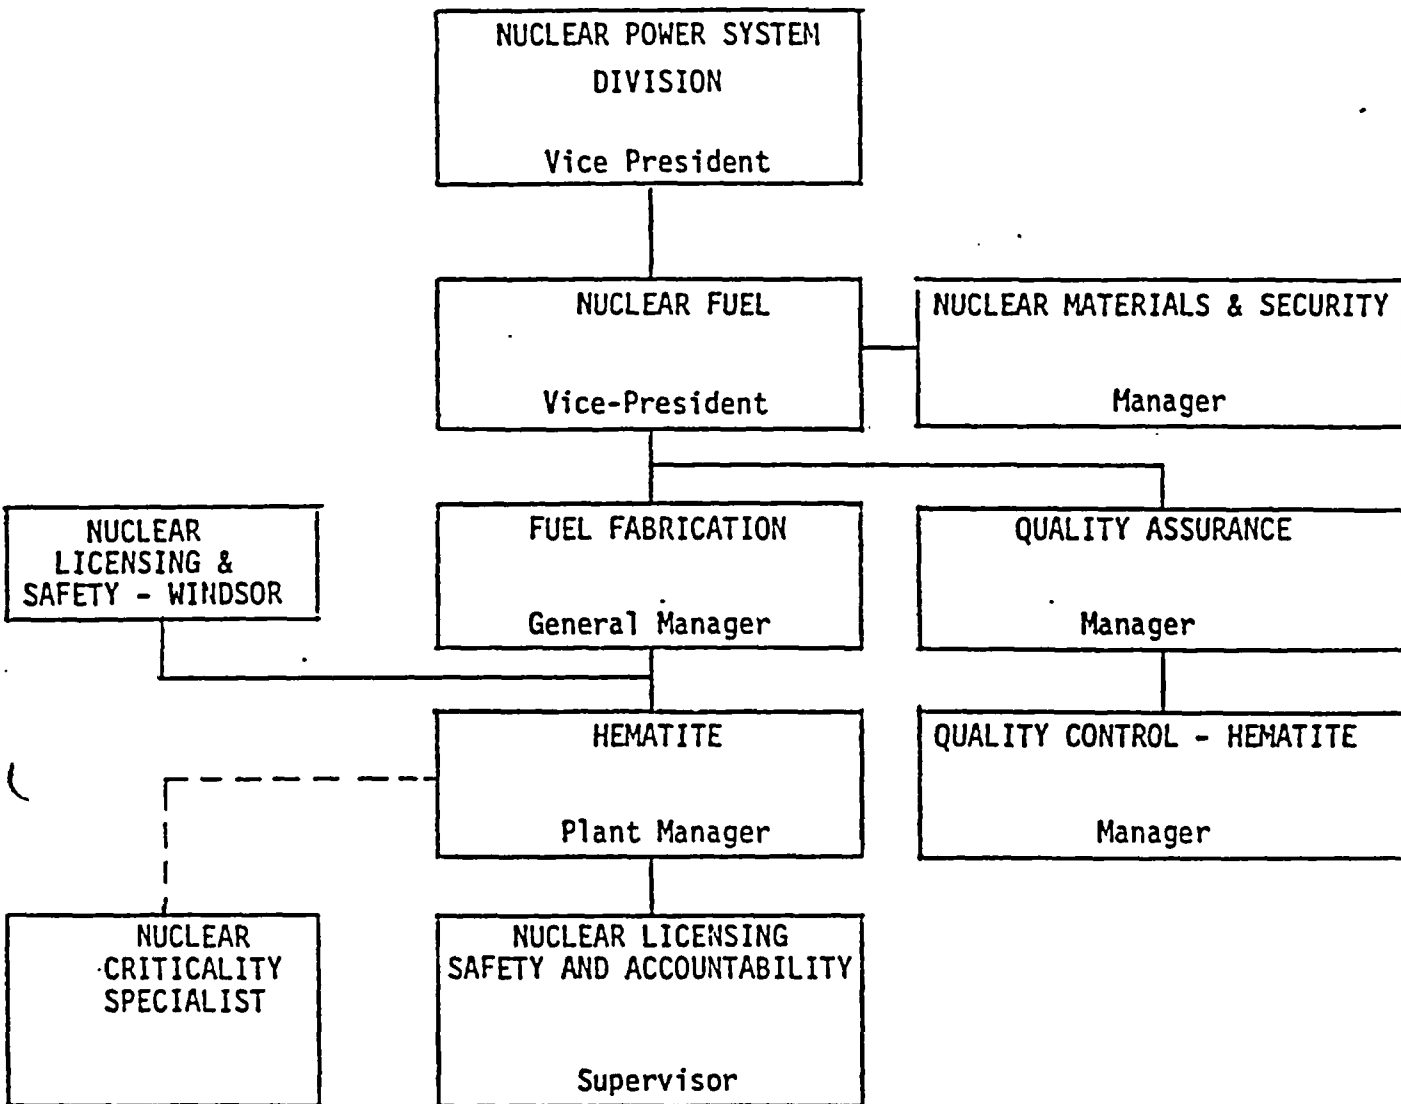 NUCLEAR POWER SYSTEM
DIVISION
Vice President
NUCLEAR FUEL
Vice-President
NUCLEAR MATERIALS & SECURITY
Manager
NUCLEAR
LICENSING &
SAFETY - WINDSOR
FUEL FABRICATION
General Manager
QUALITY ASSURANCE
Manager
HEMATITE
Plant Manager
QUALITY CONTROL - HEMATITE
Manager
NUCLEAR
CRITICALITY
SPECIALIST
NUCLEAR LICENSING
SAFETY AND ACCOUNTABILITY
Supervisor